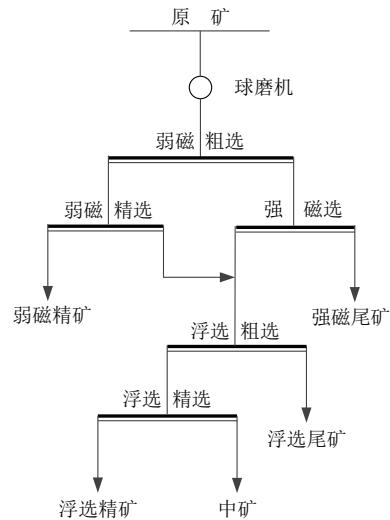 原 矿
球磨机
弱磁 粗选
弱磁 精选
强 磁选
弱磁精矿
强磁尾矿
浮选 粗选
浮选 精选
浮选尾矿
浮选精矿
中矿